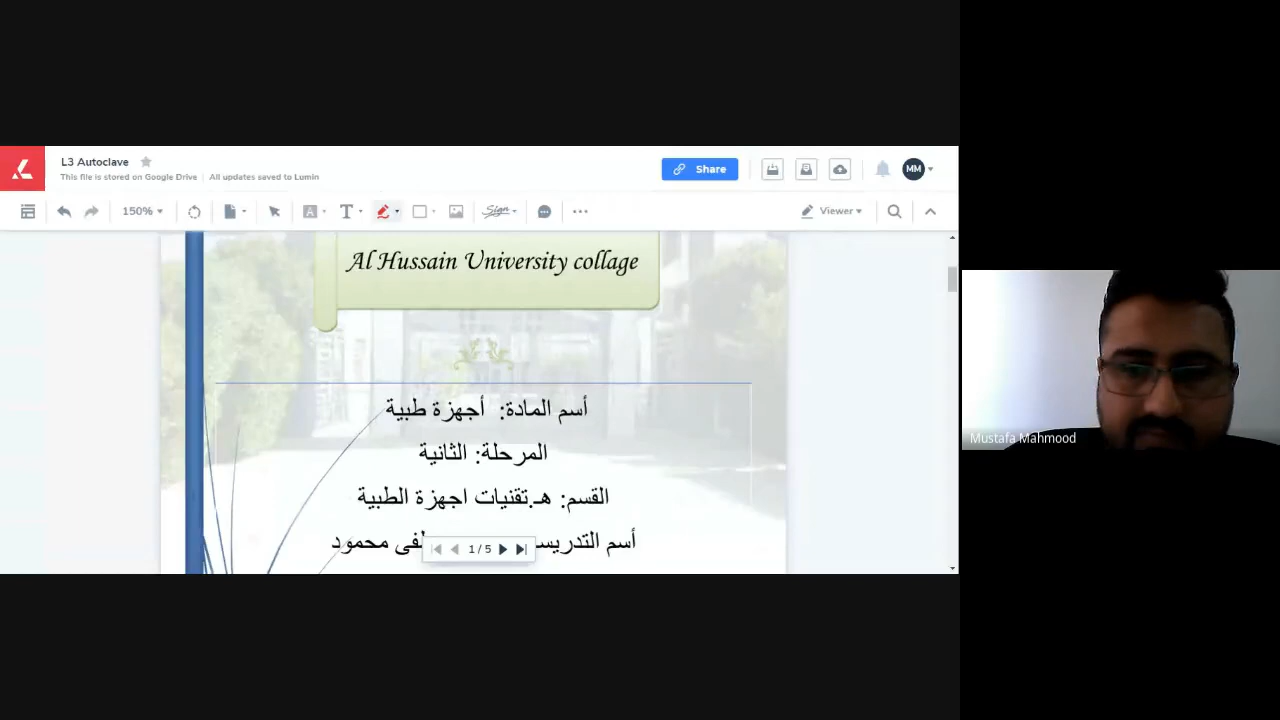 L3 Autoclave
This file is stored on Google Drive
All updates saved to Lumin
Share
MM
150%
A
T
Sign
Viewer
Al Hussain University collage
أسم المادة: أجهزة طبية
المرحلة: الثانية
القسم: هـ.تقنيات اجهزة الطبية
أسم محمود
1 / 5
Mustafa Mahmood